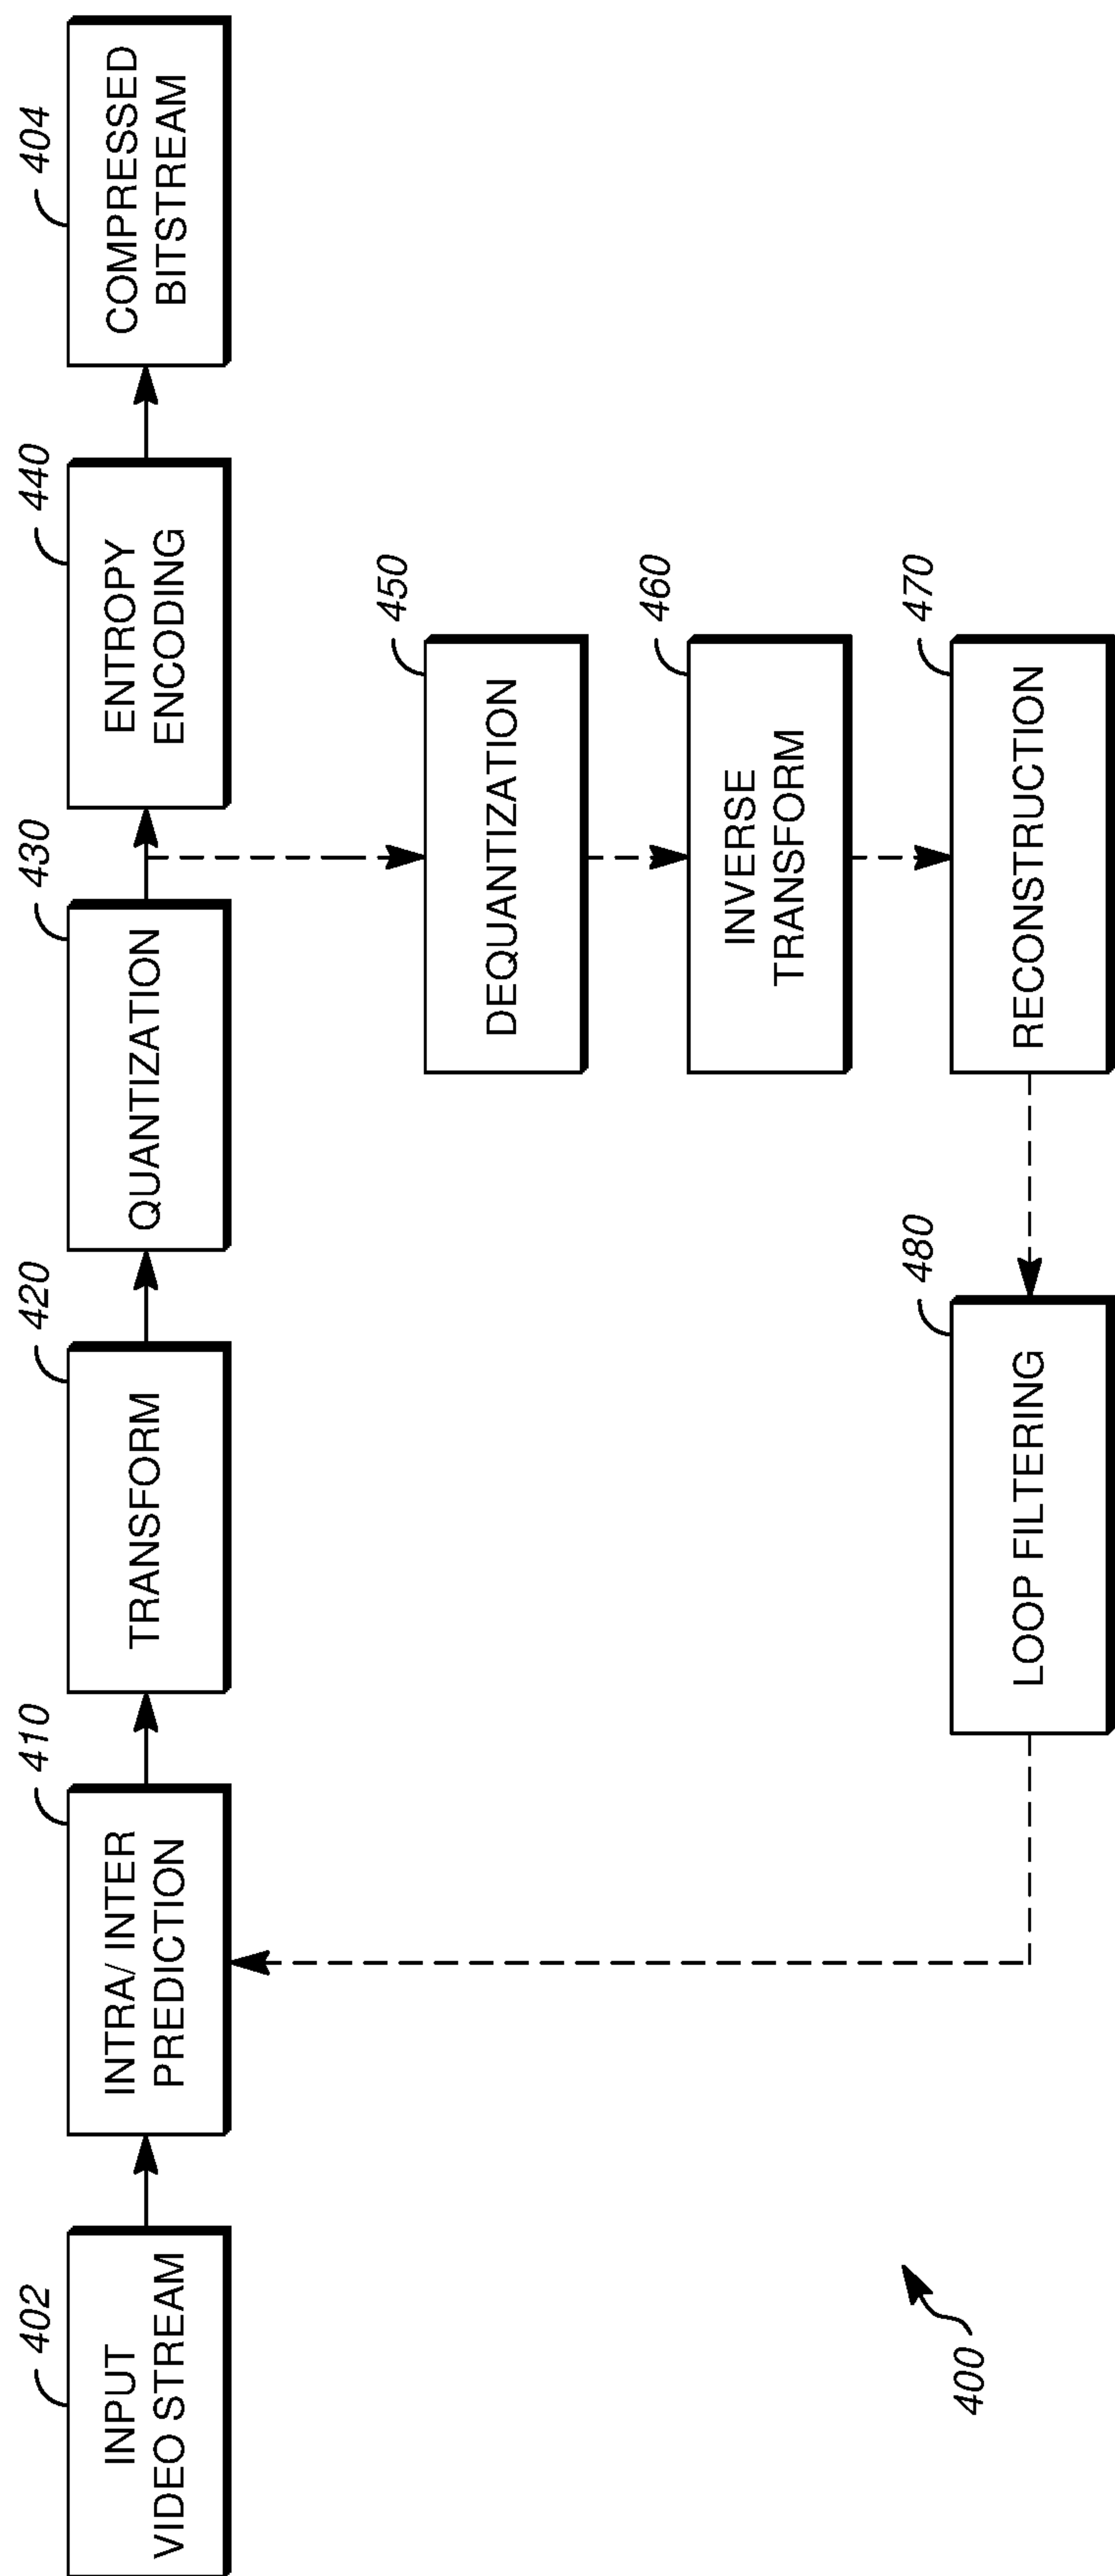 402
INPUT
VIDEO STREAM
410
INTRA/ INTER
PREDICTION
420
TRANSFORM
430
QUANTIZATION
440
ENTROPY
ENCODING
404
COMPRESSED
BITSTREAM
450
DEQUANTIZATION
460
INVERSE
TRANSFORM
470
RECONSTRUCTION
480
LOOP FILTERING
400